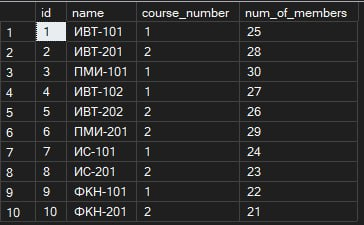 id name course_number num_of_members
1 1 ИВТ-101 1 25
2 2 ИВТ-201 2 28
3 3 ПМИ-101 1 30
4 4 ИВТ-102 1 27
5 5 ИВТ-202 2 26
6 6 ПМИ-201 2 29
7 7 ИС-101 1 24
8 8 ИС-201 2 23
9 9 ФКН-101 1 22
10 10 ФКН-201 2 21